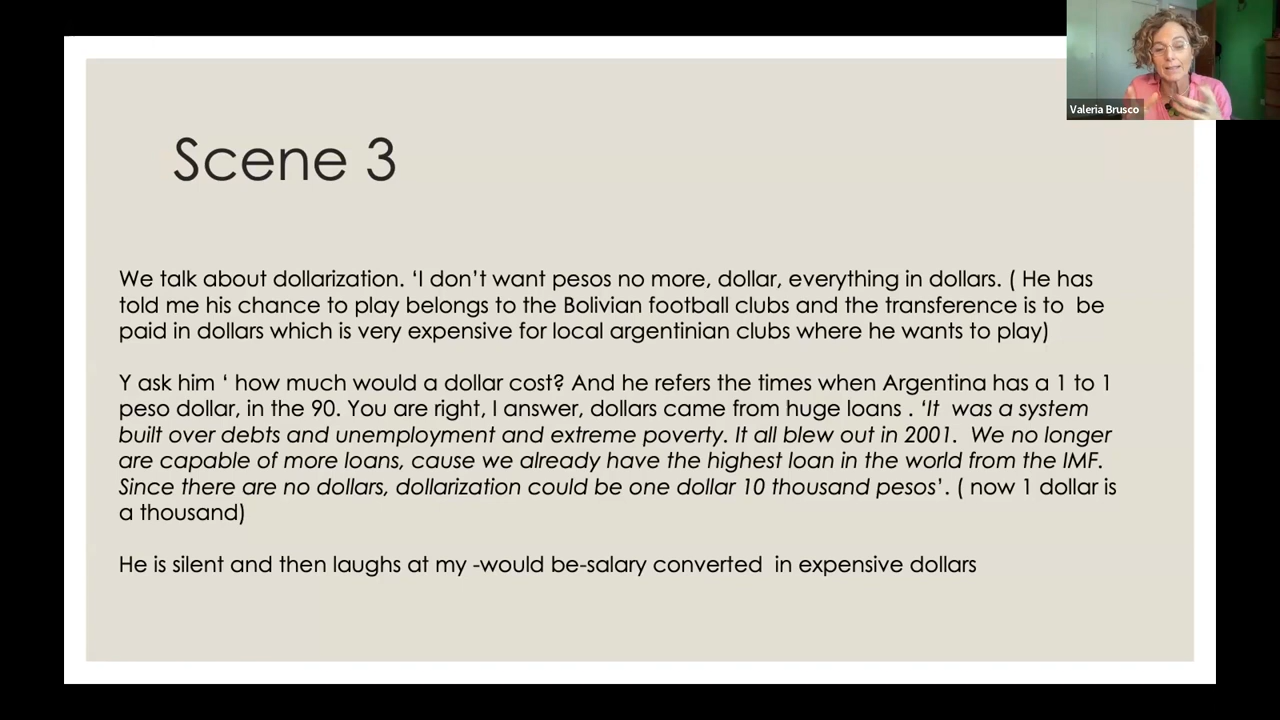 Valeria Brusco
Scene 3
We talk about dollarization. ‘I don’t want pesos no more, dollar, everything in dollars. ( He has
told me his chance to play belongs to the Bolivian football clubs and the transference is to  be
paid in dollars which is very expensive for local argentinian clubs where he wants to play)
Y ask him ‘ how much would a dollar cost? And he refers the times when Argentina has a 1 to 1
peso dollar, in the 90. You are right, I answer, dollars came from huge loans . ‘It  was a system
built over debts and unemployment and extreme poverty. It all blew out in 2001.  We no longer
are capable of more loans, cause we already have the highest loan in the world from the IMF.
Since there are no dollars, dollarization could be one dollar 10 thousand pesos’. ( now 1 dollar is
a thousand)
He is silent and then laughs at my -would be-salary converted  in expensive dollars